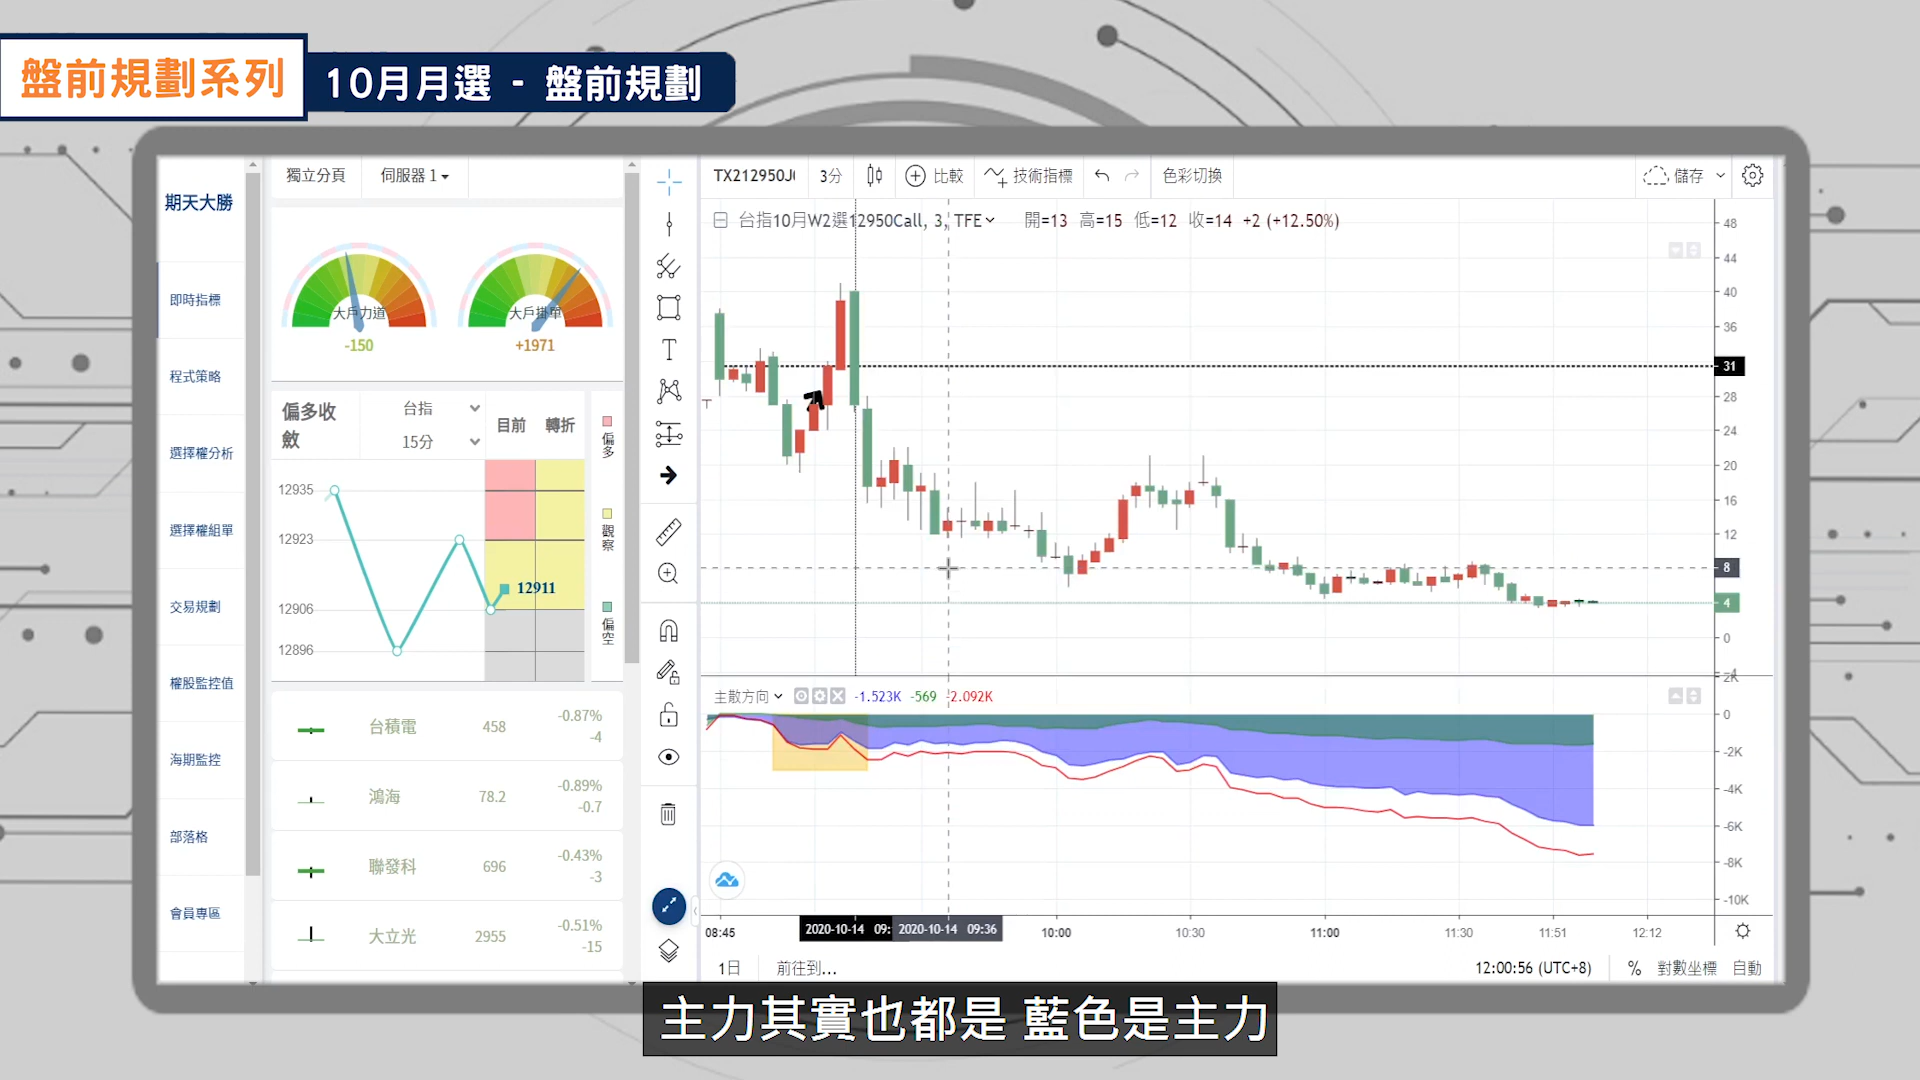 盤前規劃系列
10月月選 - 盤前規劃
期天大勝
即時指標
程式策略
選擇權分析
選擇權組單
交易規劃
權股監控值
海期監控
部落格
會員專區
獨立分頁 伺服器 1
大戶力道
-150
大戶掛單
+1971
偏多收斂
台指
15分
目前 轉折
偏多
觀察
偏空
12935
12923
12911
12906
12896
台積電 458 -0.87% -4
鴻海 78.2 -0.89% -0.7
聯發科 696 -0.43% -3
大立光 2955 -0.51% -15
TX212950J 3分 比較 技術指標 色彩切換 儲存
台指10月W2選12950Call, 3, TFE 開=13 高=15 低=12 收=14 +2 (+12.50%)
48
44
40
36
31
28
24
20
16
12
8
4
0
-4
主散方向 -1.523K -569 -2.092K
2K
0
-2K
-4K
-6K
-8K
-10K
08:45 2020-10-14 09: 2020-10-14 09:36 10:00 10:30 11:00 11:30 11:51 12:12
1日 前往到... 12:00:56 (UTC+8) % 對數坐標 自動
主力其實也都是 藍色是主力